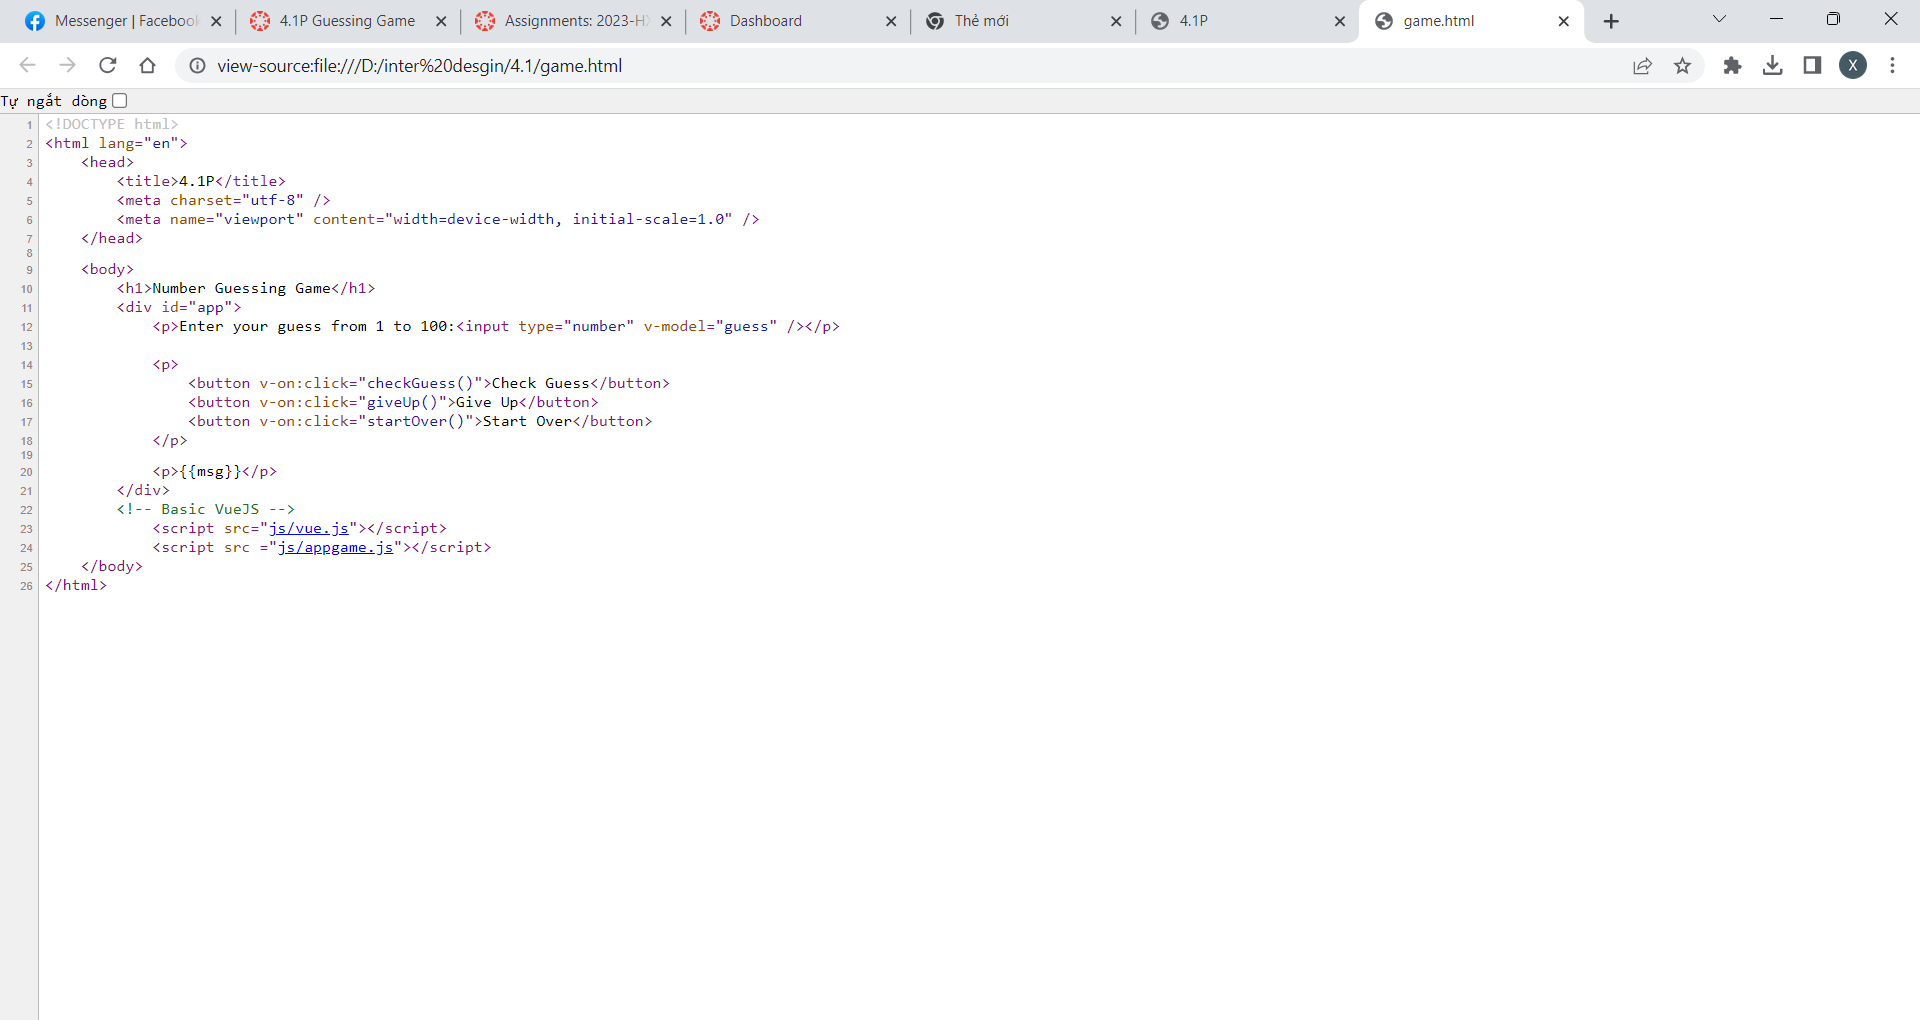 Messenger | Facebook
4.1P Guessing Game
Assignments: 2023-HX
Dashboard
Thẻ mới
4.1P
game.html
view-source:file:///D:/inter%20desgin/4.1/game.html
X
Tự ngắt dòng
1 <!DOCTYPE html>
2 <html lang="en">
3     <head>
4         <title>4.1P</title>
5         <meta charset="utf-8" />
6         <meta name="viewport" content="width=device-width, initial-scale=1.0" />
7     </head>
8
9     <body>
10         <h1>Number Guessing Game</h1>
11         <div id="app">
12             <p>Enter your guess from 1 to 100:<input type="number" v-model="guess" /></p>
13
14             <p>
15                 <button v-on:click="checkGuess()">Check Guess</button>
16                 <button v-on:click="giveUp()">Give Up</button>
17                 <button v-on:click="startOver()">Start Over</button>
18             </p>
19
20             <p>{{msg}}</p>
21         </div>
22         <!-- Basic VueJS -->
23             <script src="js/vue.js"></script>
24             <script src ="js/appgame.js"></script>
25     </body>
26 </html>